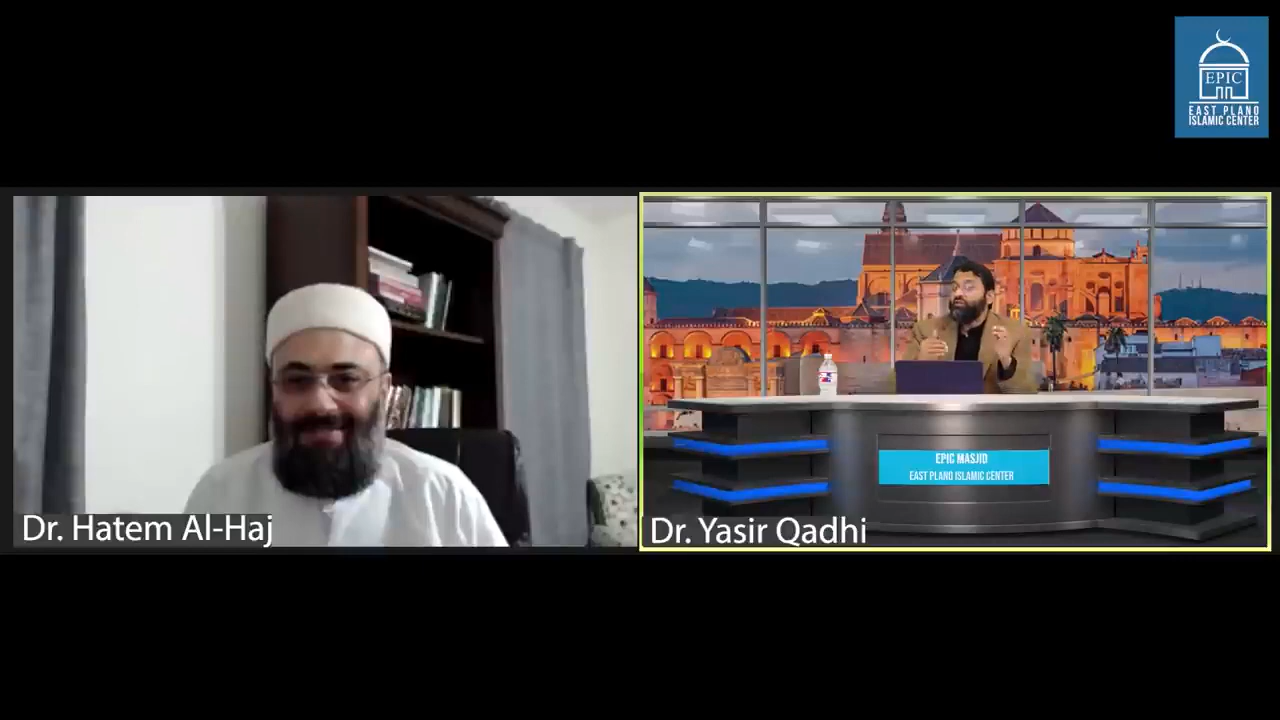 EPIC
EAST PLANO
ISLAMIC CENTER
Dr. Hatem Al-Haj
EPIC MASJID
EAST PLANO ISLAMIC CENTER
Dr. Yasir Qadhi